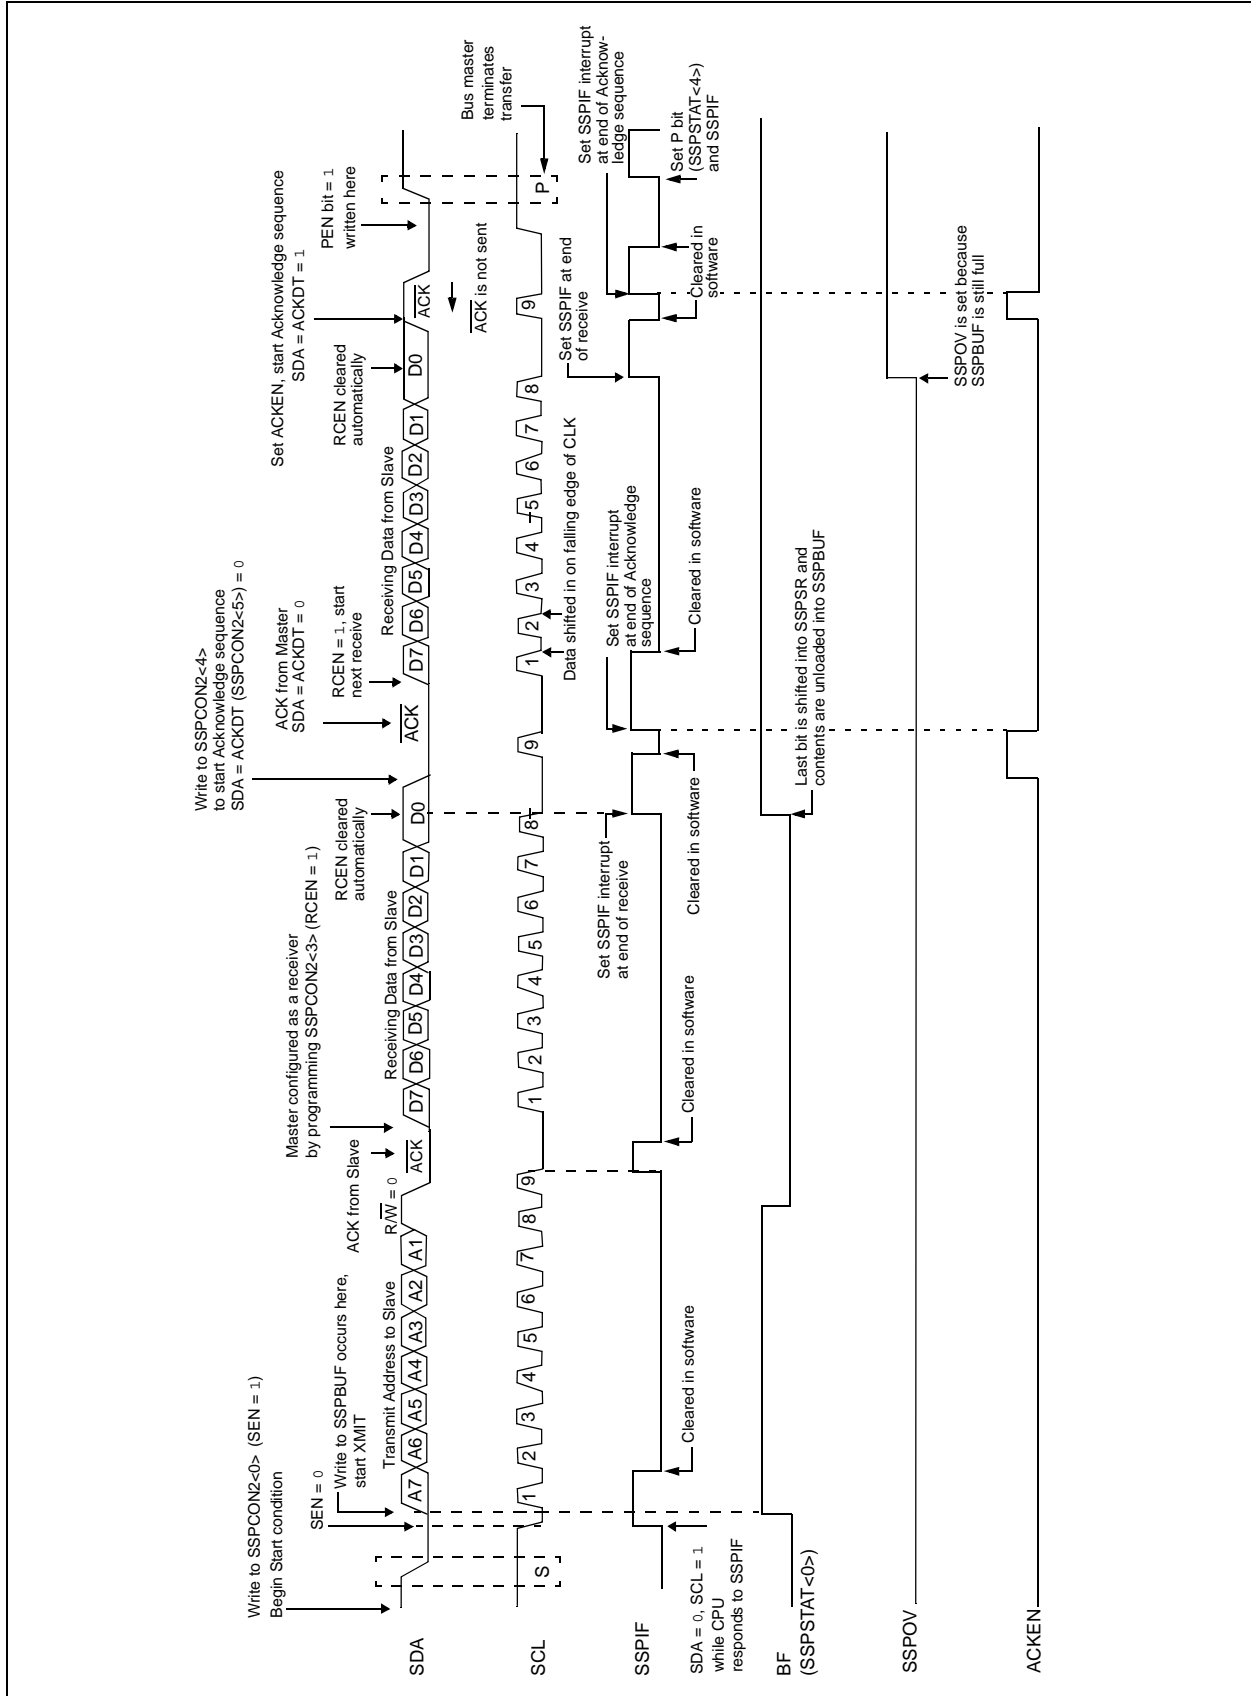 Write to SSPCON2<4>
to start Acknowledge sequence
SDA = ACKDT (SSPCON2<5>) = 0
Write to SSPCON2<0> (SEN = 1)
Begin Start condition
Master configured as a receiver
by programming SSPCON2<3> (RCEN = 1)
ACK from Master
SDA = ACKDT = 0
Set ACKEN, start Acknowledge sequence
SDA = ACKDT = 1
SEN = 0
Write to SSPBUF occurs here,
start XMIT
ACK from Slave
RCEN cleared
automatically
RCEN = 1, start
next receive
RCEN cleared
automatically
PEN bit = 1
written here
Transmit Address to Slave
R/W = 0
Receiving Data from Slave
Receiving Data from Slave
SDA
A7 A6 A5 A4 A3 A2 A1 ACK D7 D6 D5 D4 D3 D2 D1 D0 ACK D7 D6 D5 D4 D3 D2 D1 D0 ACK
ACK is not sent
Bus master
terminates
transfer
SCL
S 1 2 3 4 5 6 7 8 9 1 2 3 4 5 6 7 8 9 1 2 3 4 5 6 7 8 9 P
Data shifted in on falling edge of CLK
Set SSPIF interrupt
at end of receive
Set SSPIF interrupt
at end of Acknowledge
sequence
Set SSPIF at end
of receive
Set SSPIF interrupt
at end of Acknow-
ledge sequence
SSPIF
SDA = 0, SCL = 1
while CPU
responds to SSPIF
Cleared in software
Cleared in software
Cleared in software
Cleared in software
Cleared in
software
Set P bit
(SSPSTAT<4>)
and SSPIF
BF
(SSPSTAT<0>)
Last bit is shifted into SSPSR and
contents are unloaded into SSPBUF
SSPOV
SSPOV is set because
SSPBUF is still full
ACKEN